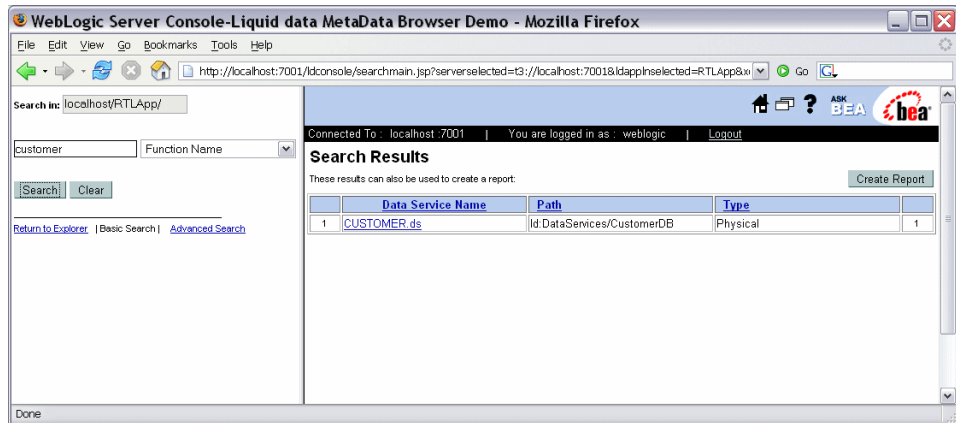 WebLogic Server Console-Liquid data MetaData Browser Demo - Mozilla Firefox
File Edit View Go Bookmarks Tools Help
http://localhost:7001/ldconsole/searchmain.jsp?serverselected=t3://localhost:7001&ldappInselected=RTLApp&x Go G
Search in: localhost/RTLApp/
customer Function Name
Search Clear
Return to Explorer | Basic Search | Advanced Search
? ASK BEA bea
Connected To : localhost :7001 | You are logged in as : weblogic | Logout
Search Results
These results can also be used to create a report:
Create Report
Data Service Name Path Type
1 CUSTOMER.ds ld:DataServices/CustomerDB Physical 1
Done